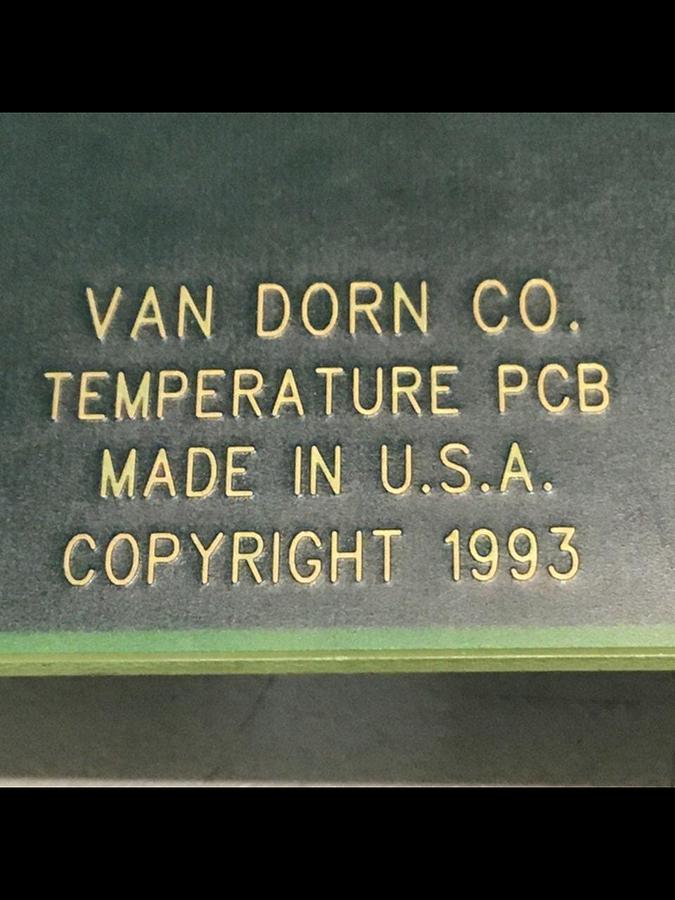 VAN DORN CO.
TEMPERATURE PCB
MADE IN U.S.A.
COPYRIGHT 1993